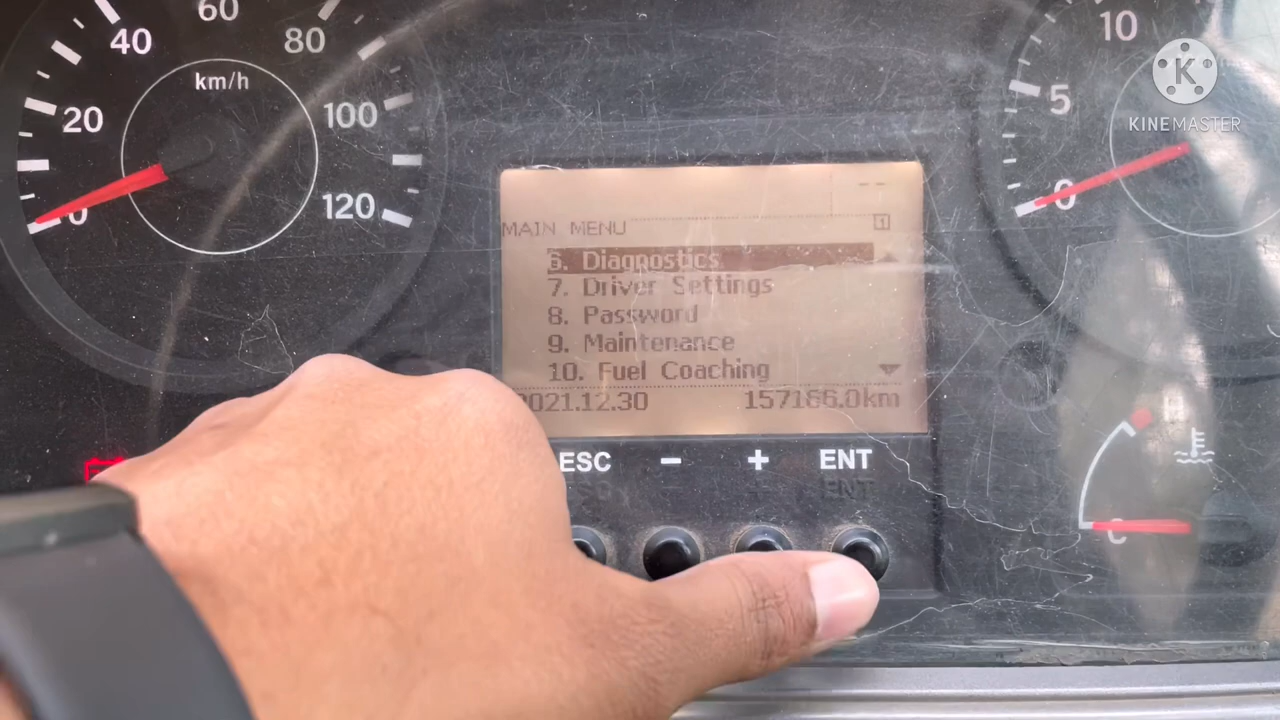 60
40
80
km/h
20
100
0
120
10
5
0
K
KINEMASTER
MAIN MENU
1
6. Diagnostics
7. Driver Settings
8. Password
9. Maintenance
10. Fuel Coaching
2021.12.30 157166.0km
ESC - + ENT
ENT
C